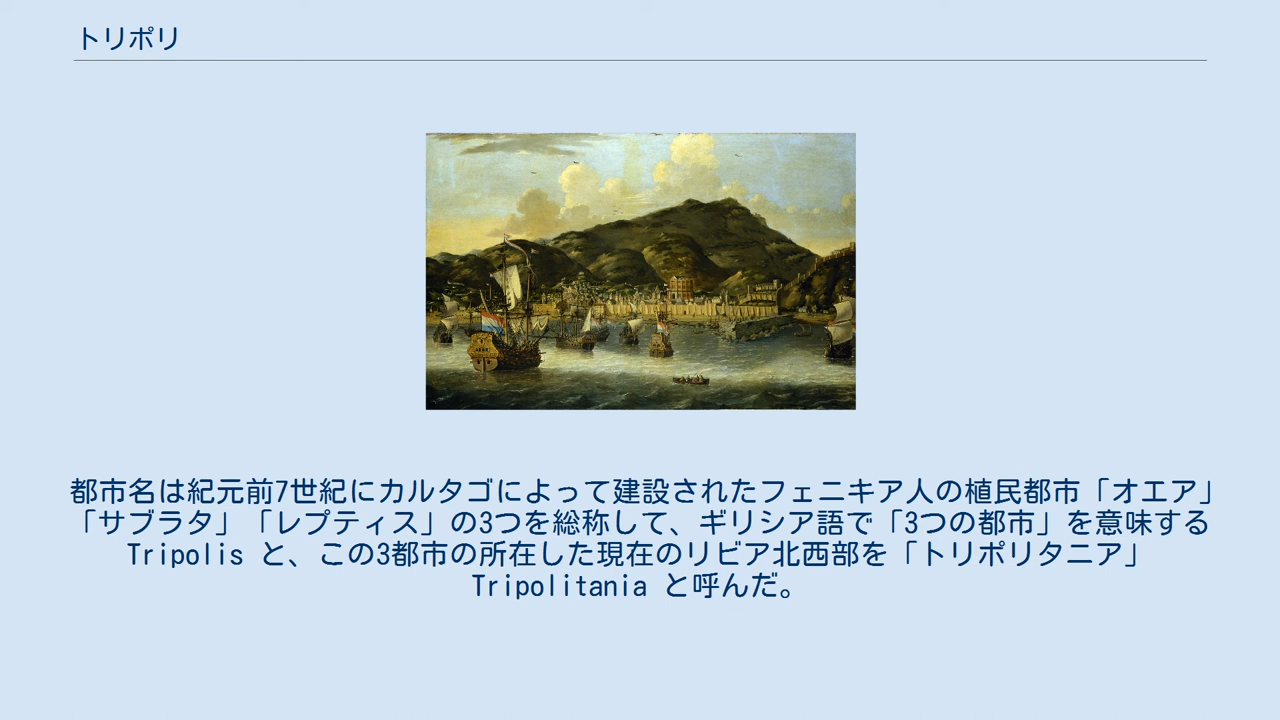 トリポリ
都市名は紀元前7世紀にカルタゴによって建設されたフェニキア人の植民都市「オエア」
「サブラタ」「レプティス」の3つを総称して、ギリシア語で「3つの都市」を意味する
Tripolis と、この3都市の所在した現在のリビア北西部を「トリポリタニア」
Tripolitania と呼んだ。